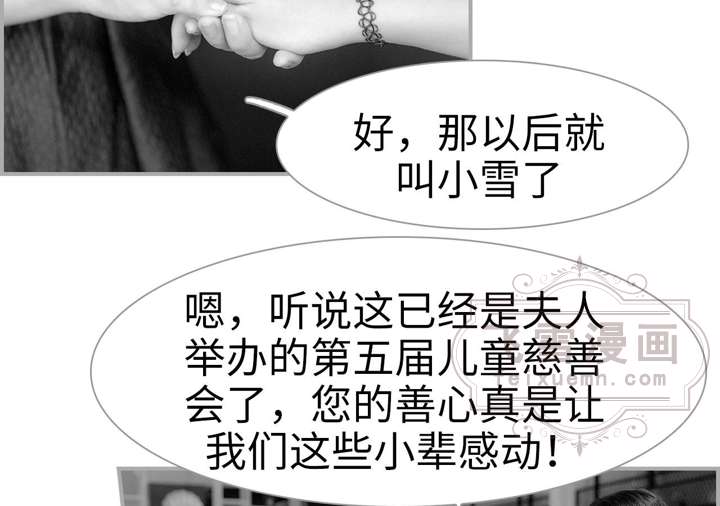 好，那以后就
叫小雪了
嗯，听说这已经是夫人
举办的第五届儿童慈善
会了，您的善心真是让
我们这些小辈感动！
飞雪漫画
feixuemh.com